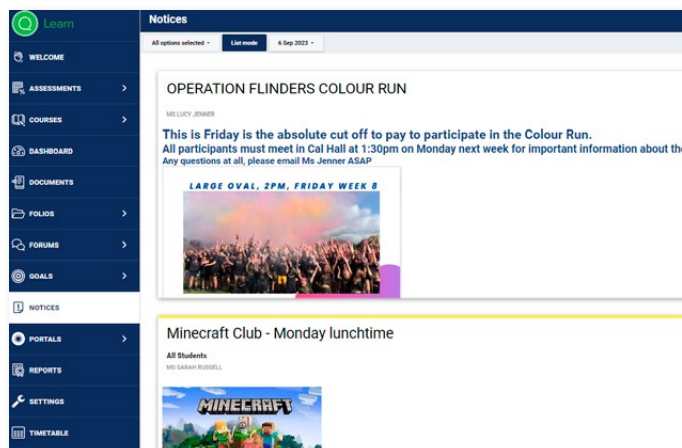 Learn
WELCOME
ASSESSMENTS
COURSES
DASHBOARD
DOCUMENTS
FOLIOS
FORUMS
GOALS
NOTICES
PORTALS
REPORTS
SETTINGS
TIMETABLE
Notices
All options selected
List mode
6 Sep 2023
OPERATION FLINDERS COLOUR RUN
MS LUCY JENNER
This is Friday is the absolute cut off to pay to participate in the Colour Run.
All participants must meet in Cal Hall at 1:30pm on Monday next week for important information about the
Any questions at all, please email Ms Jenner ASAP
LARGE OVAL, 2PM, FRIDAY WEEK 8
Minecraft Club - Monday lunchtime
All Students
MS SARAH RUSSELL
MINECRAFT